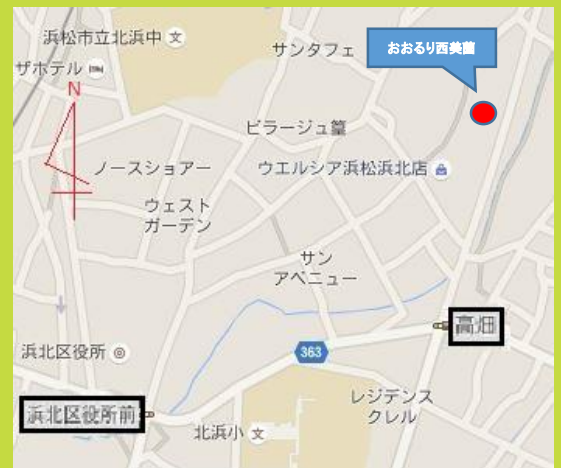 浜松市立北浜中
サンタフェ
おおるり西美薗
ザホテル
N
ビラージュ篁
ノースショアー
ウエルシア浜松浜北店
ウェスト
ガーデン
サン
アベニュー
高畑
363
浜北区役所
レジデンス
クレル
浜北区役所前
北浜小
文
文